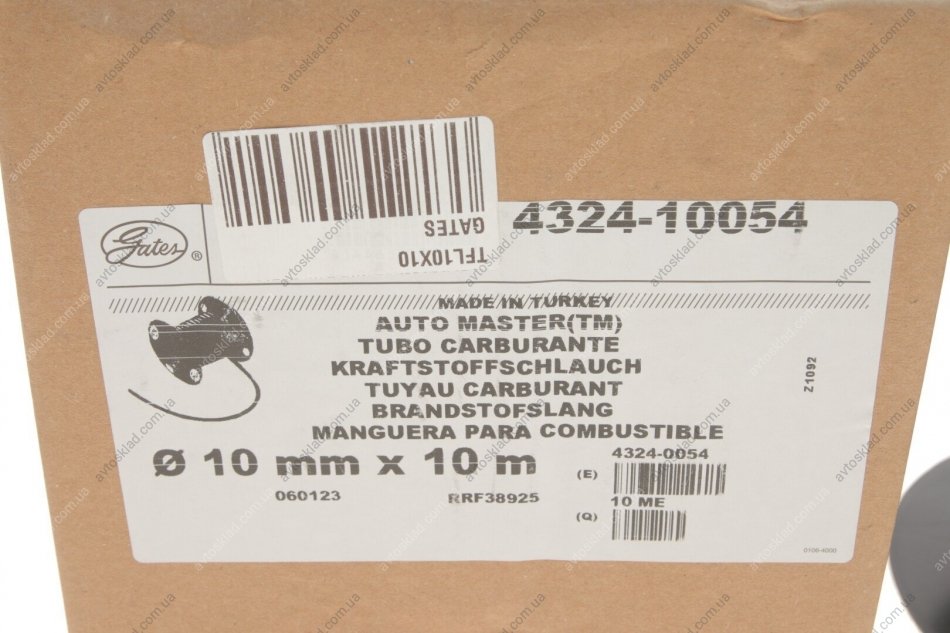 Gates®
4324-10054
GATES
TFL10X10
MADE IN TURKEY
AUTO MASTER(TM)
TUBO CARBURANTE
KRAFTSTOFFSCHLAUCH
TUYAU CARBURANT
BRANDSTOFSLANG
MANGUERA PARA COMBUSTIBLE
Z1092
Ø 10 mm x 10 m
4324-0054
(E)
060123
RRF38925
10 ME
(Q)
0106-4000
avtosklad.com.ua